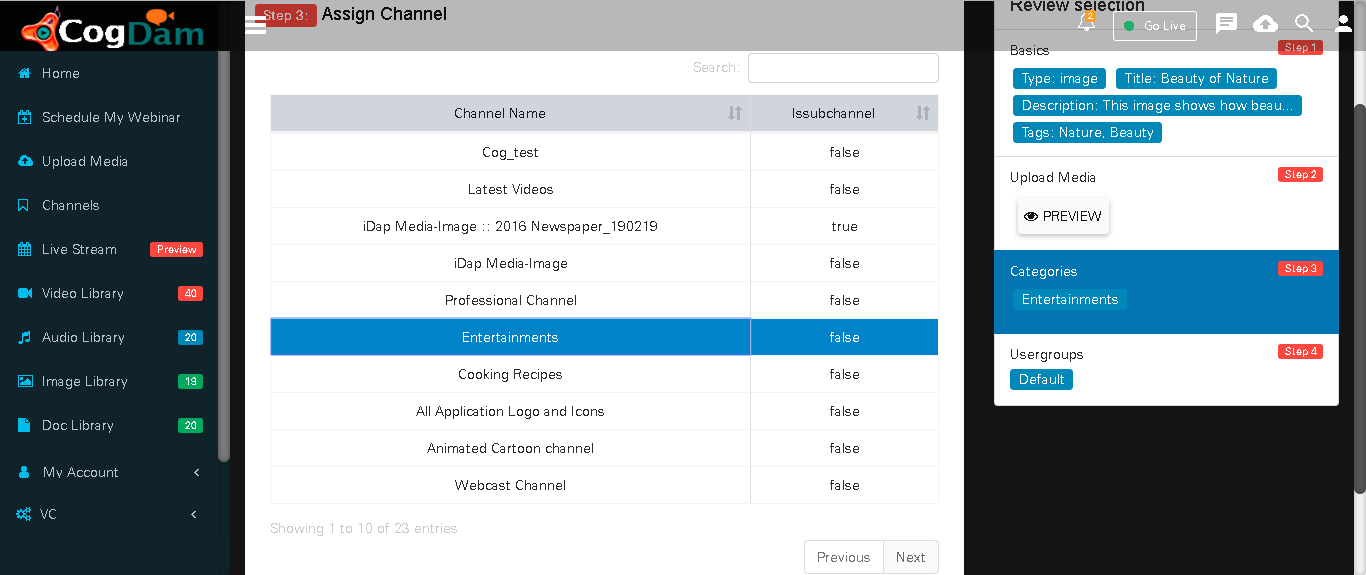 CogDam
Home
Schedule My Webinar
Upload Media
Channels
Live Stream Preview
Video Library 40
Audio Library 20
Image Library 19
Doc Library 20
My Account
VC
Step 3: Assign Channel
Search:
Channel Name Issubchannel
Cog_test false
Latest Videos false
iDap Media-Image :: 2016 Newspaper_190219 true
iDap Media-Image false
Professional Channel false
Entertainments false
Cooking Recipes false
All Application Logo and Icons false
Animated Cartoon channel false
Webcast Channel false
Showing 1 to 10 of 23 entries
Previous Next
Review selection
2
Go Live
Basics Step 1
Type: image Title: Beauty of Nature
Description: This image shows how beau...
Tags: Nature, Beauty
Upload Media Step 2
PREVIEW
Categories Step 3
Entertainments
Usergroups Step 4
Default